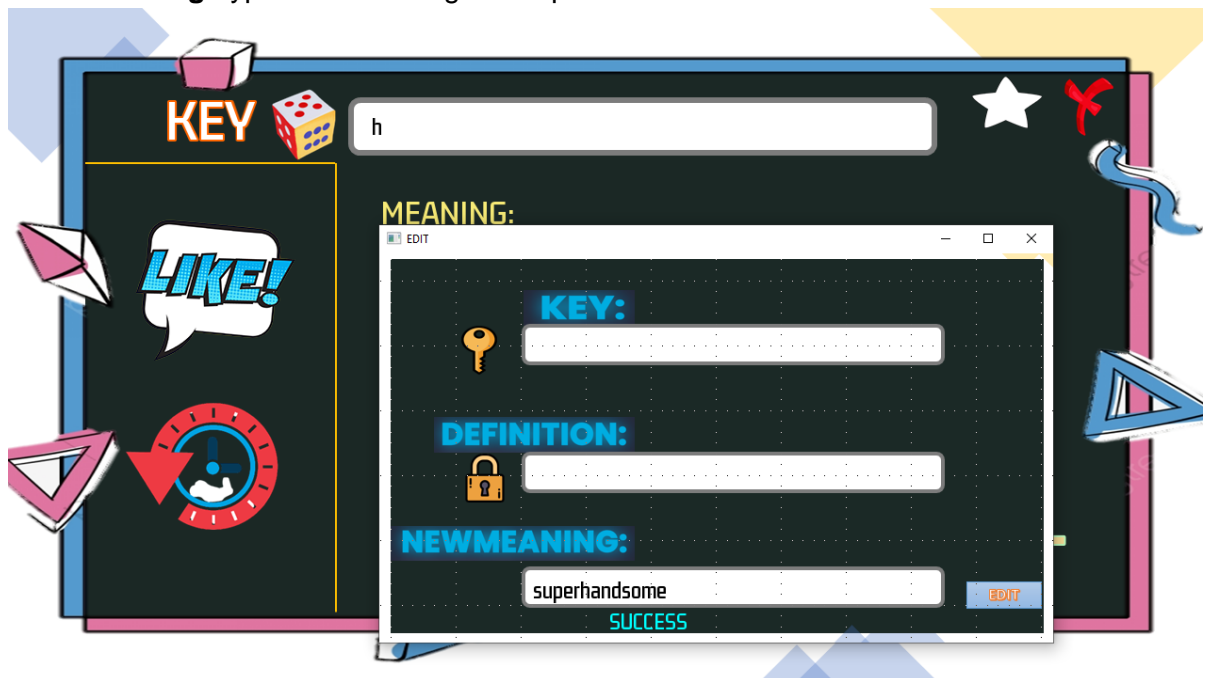 KEY
h
MEANING:
LIKE!
EDIT
KEY:
DEFINITION:
NEWMEANING:
superhandsome
EDIT
SUCCESS